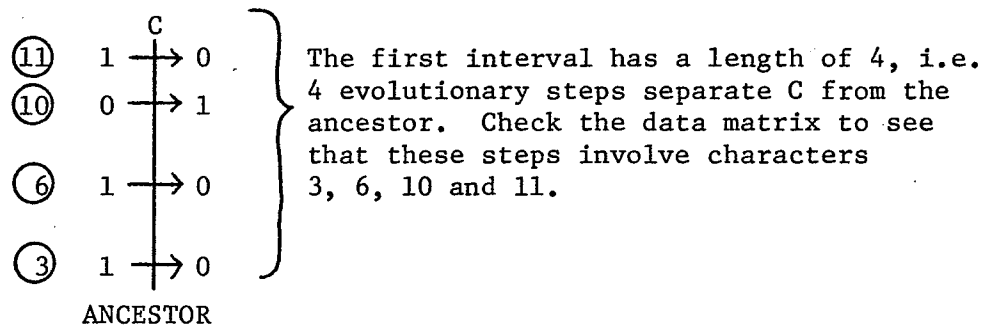 C
11 1 → 0
10 0 → 1
6 1 → 0
3 1 → 0
ANCESTOR
The first interval has a length of 4, i.e.
4 evolutionary steps separate C from the
ancestor. Check the data matrix to see
that these steps involve characters
3, 6, 10 and 11.